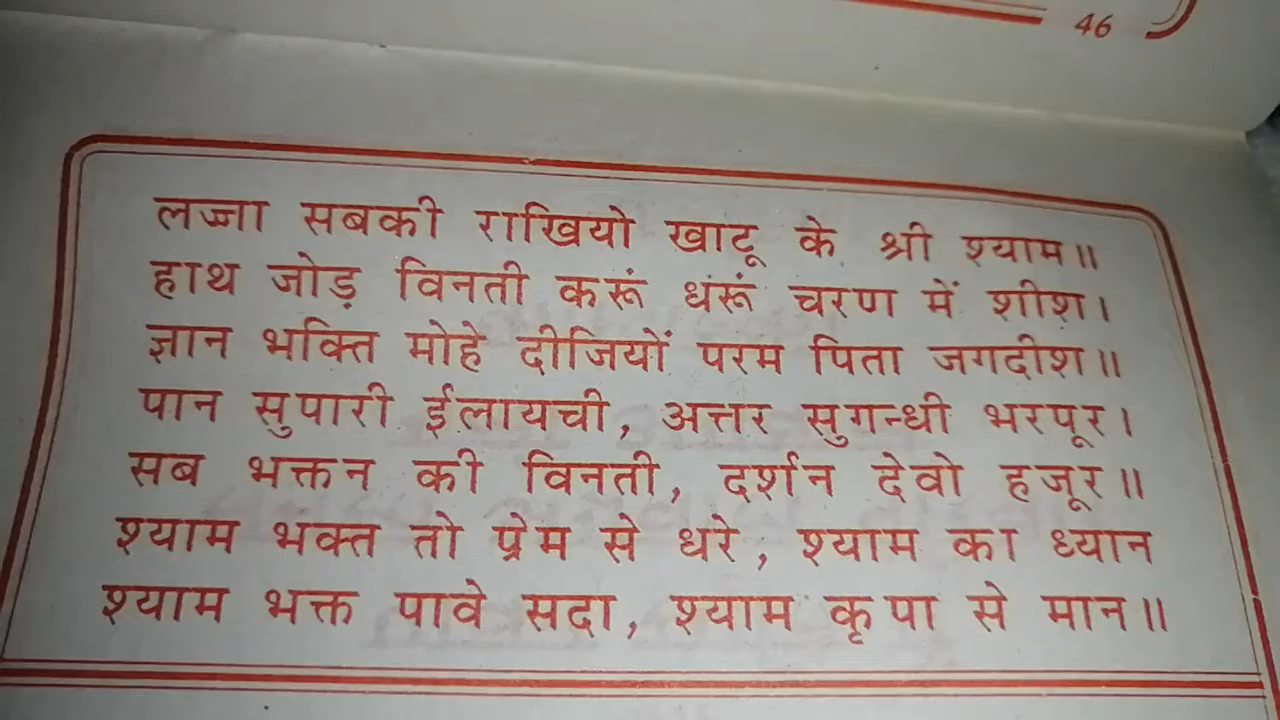 46
लज्जा सबकी राखियो खाटू के श्री श्याम॥
हाथ जोड़ विनती करूं धंरूं चरण में शीश।
ज्ञान भक्ति मोहे दीजियों परम पिता जगदीश॥
पान सुपारी ईलायची, अत्तर सुगन्धी भरपूर।
सब भक्तन की विनती, दर्शन देवो हजूर॥
श्याम भक्त तो प्रेम से धरे, श्याम का ध्यान
श्याम भक्त पावे सदा, श्याम कृपा से मान॥